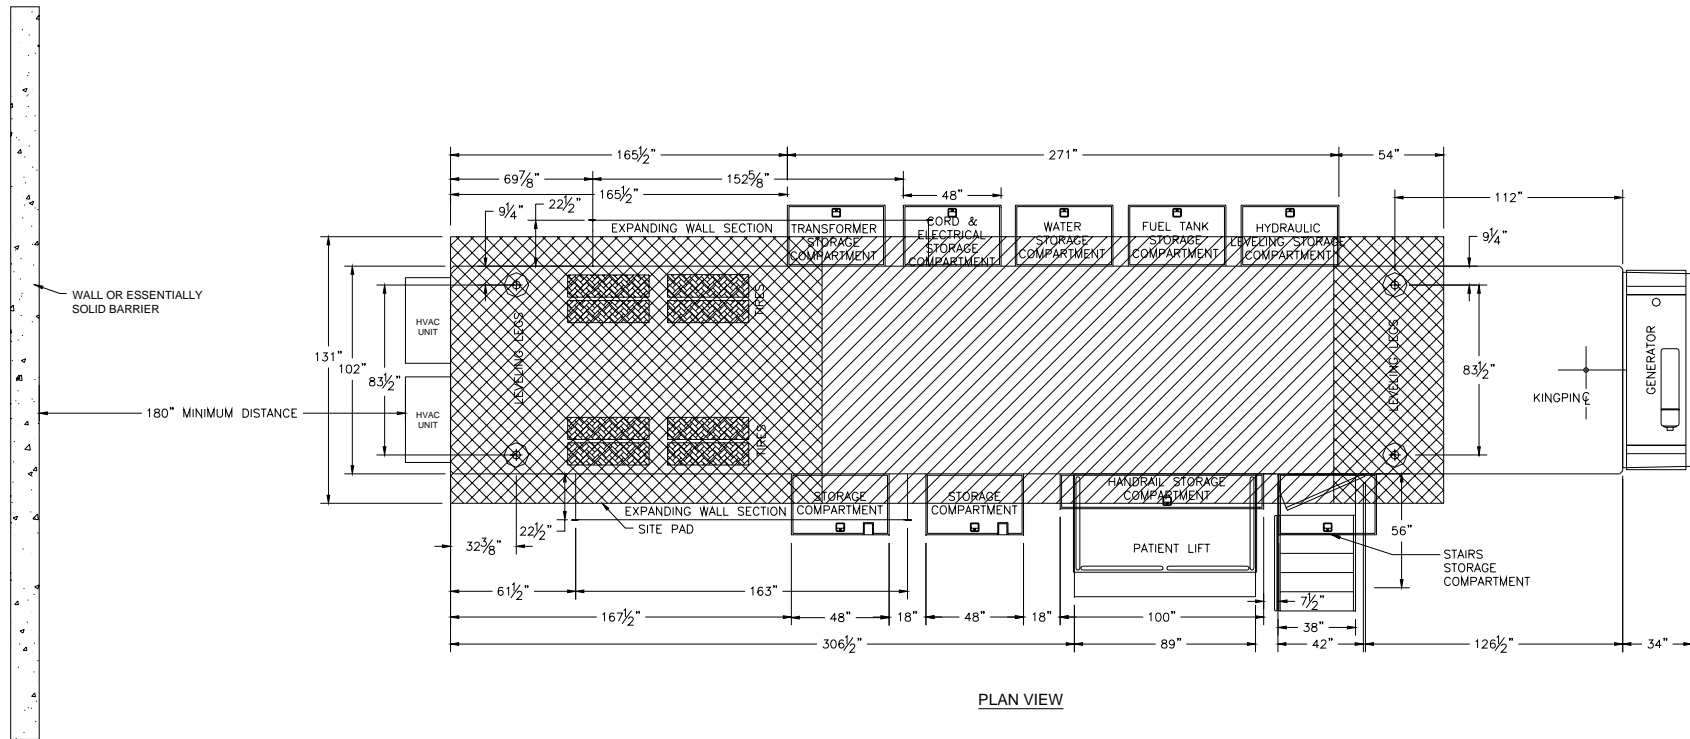 165½"
271"
54"
69⅞"
152⅝"
165½"
48"
112"
9¼"
22½"
9¼"
EXPANDING WALL SECTION
TRANSFORMER
STORAGE
COMPARTMENT
CORD &
ELECTRICAL
STORAGE
COMPARTMENT
WATER
STORAGE
COMPARTMENT
FUEL TANK
STORAGE
COMPARTMENT
HYDRAULIC
LEVELING STORAGE
COMPARTMENT
WALL OR ESSENTIALLY
SOLID BARRIER
HVAC
UNIT
HVAC
UNIT
TIRES
TIRES
LEVELING LEGS
LEVELING LEGS
131"
102"
83½"
83½"
180" MINIMUM DISTANCE
KINGPIN ℄
GENERATOR
HANDRAIL STORAGE
COMPARTMENT
STORAGE
COMPARTMENT
STORAGE
COMPARTMENT
EXPANDING WALL SECTION
SITE PAD
22½"
32⅜"
PATIENT LIFT
56"
STAIRS
STORAGE
COMPARTMENT
61½"
163"
7½"
167½"
48"
18"
48"
18"
100"
38"
306½"
89"
42"
126½"
34"
PLAN VIEW